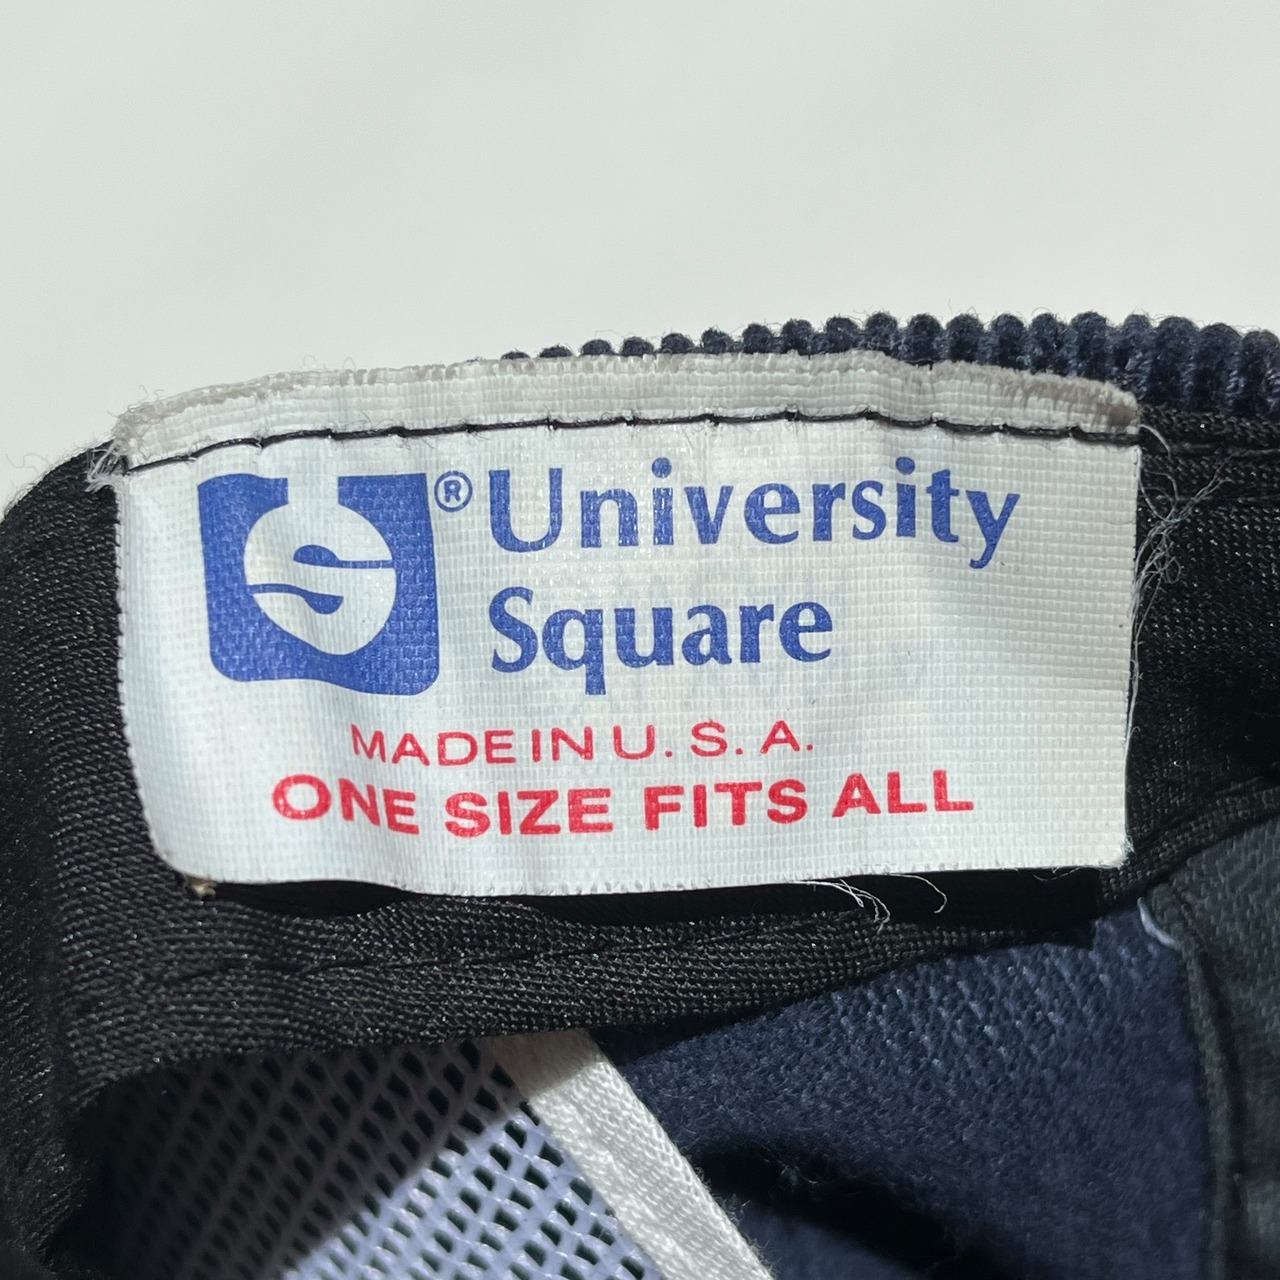 ® University
Square
MADE IN U. S. A.
ONE SIZE FITS ALL